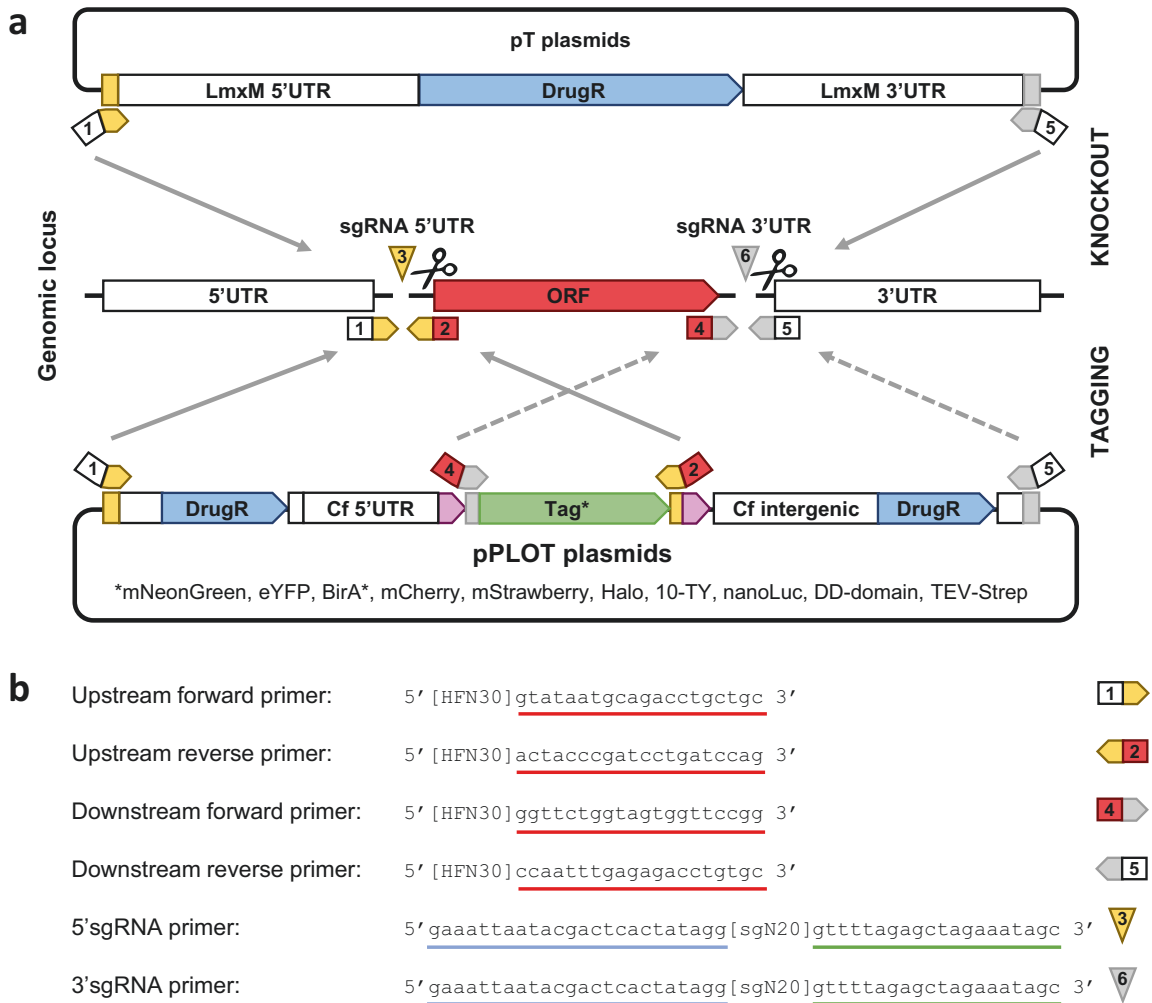 a
pT plasmids
LmxM 5’UTR DrugR LmxM 3’UTR
1 5
KNOCKOUT
sgRNA 5’UTR sgRNA 3’UTR
3 6
Genomic locus
5’UTR ORF 3’UTR
1 2 4 5
TAGGING
1 4 2 5
DrugR Cf 5’UTR Tag* Cf intergenic DrugR
pPLOT plasmids
*mNeonGreen, eYFP, BirA*, mCherry, mStrawberry, Halo, 10-TY, nanoLuc, DD-domain, TEV-Strep
b
Upstream forward primer: 5’[HFN30]gtataatgcagacctgctgc 3’ 1
Upstream reverse primer: 5’[HFN30]actacccgatcctgatccag 3’ 2
Downstream forward primer: 5’[HFN30]ggttctggtagtggttccgg 3’ 4
Downstream reverse primer: 5’[HFN30]ccaatttgagagacctgtgc 3’ 5
5’sgRNA primer: 5’gaaattaatacgactcactatagg[sgN20]gttttagagctagaaatagc 3’ 3
3’sgRNA primer: 5’gaaattaatacgactcactatagg[sgN20]gttttagagctagaaatagc 3’ 6